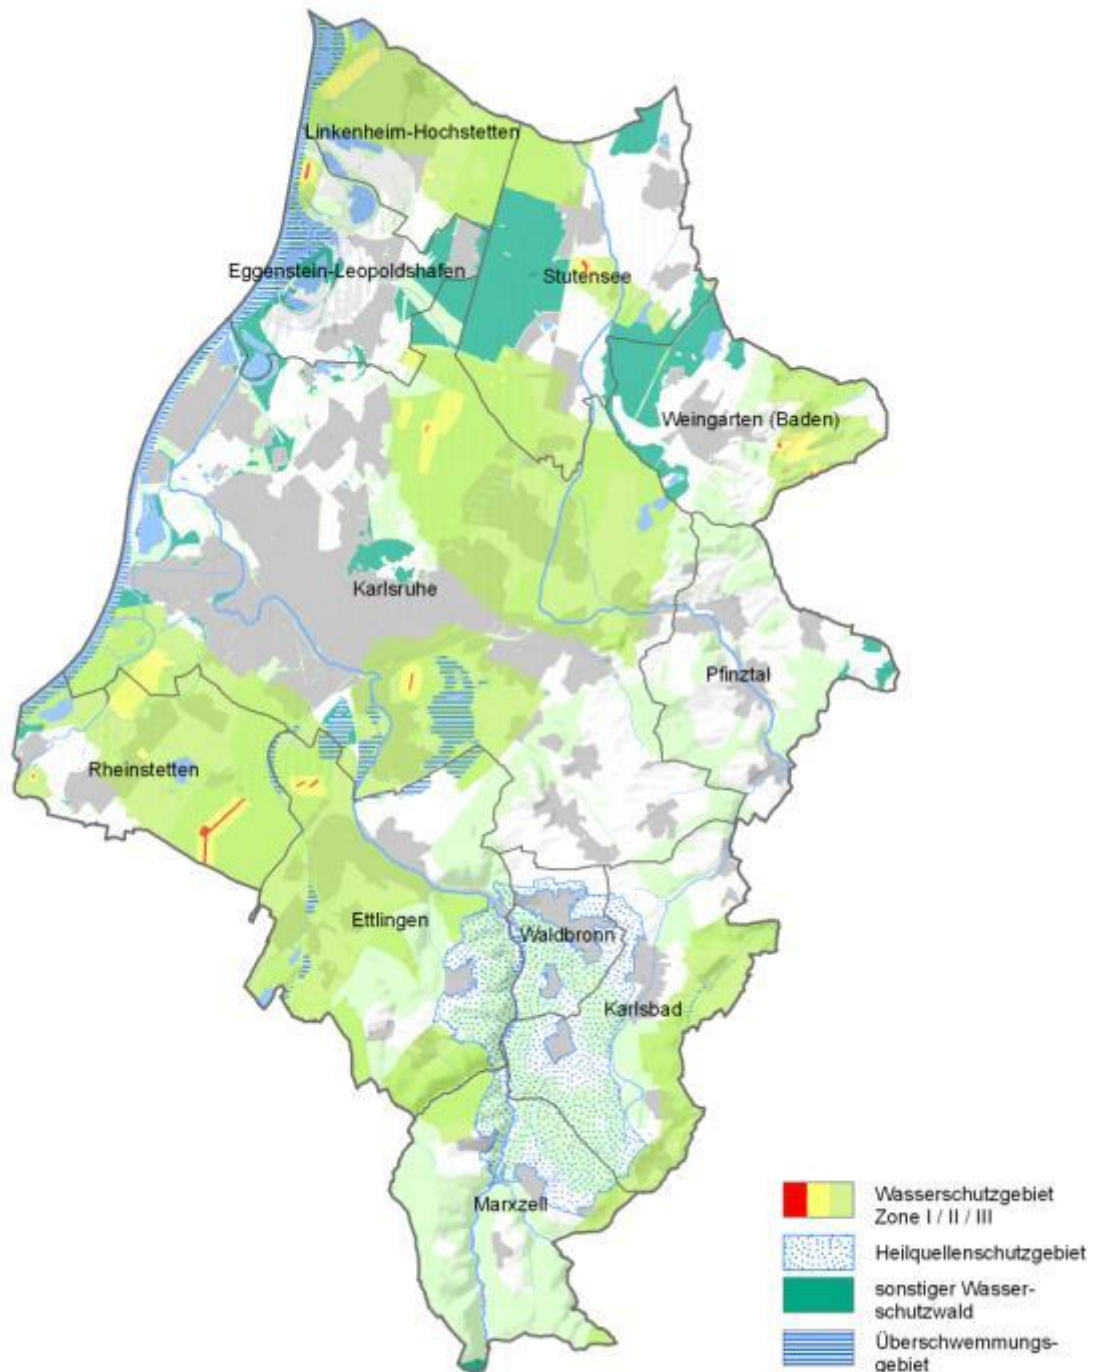 Linkenheim-Hochstetten
Eggenstein-Leopoldshafen
Stutensee
Weingarten (Baden)
Karlsruhe
Pfinztal
Rheinstetten
Ettlingen
Waldbronn
Karlsbad
Marxzell
Wasserschutzgebiet
Zone I / II / III
Heilquellenschutzgebiet
sonstiger Wasser-
schutzwald
Überschwemmungs-
gebiet